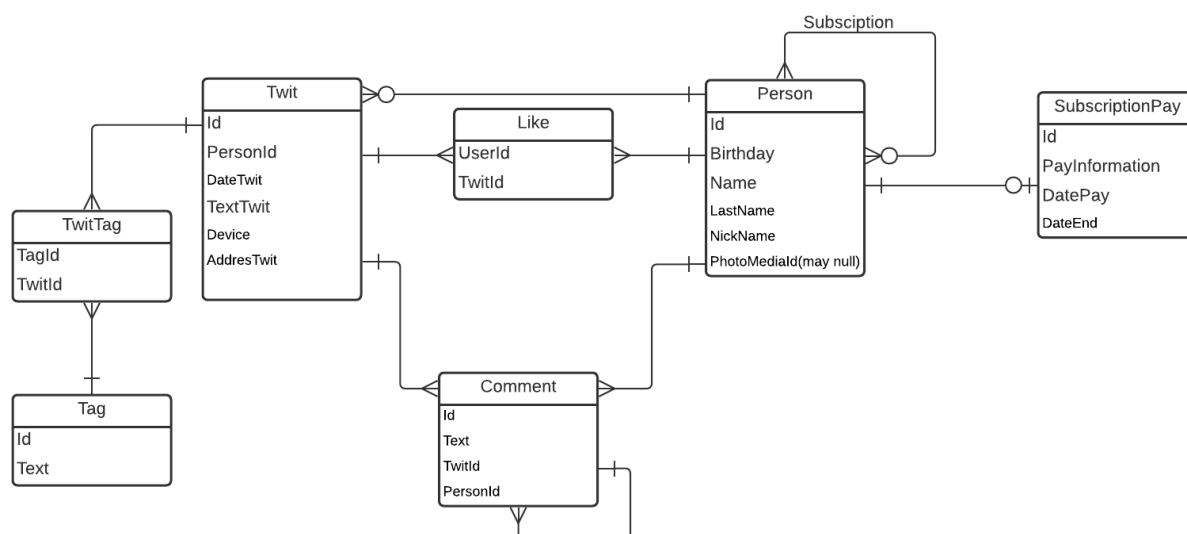 Subsciption
Twit
Id
PersonId
DateTwit
TextTwit
Device
AddresTwit
Like
UserId
TwitId
Person
Id
Birthday
Name
LastName
NickName
PhotoMediaId(may null)
SubscriptionPay
Id
PayInformation
DatePay
DateEnd
TwitTag
TagId
TwitId
Tag
Id
Text
Comment
Id
Text
TwitId
PersonId